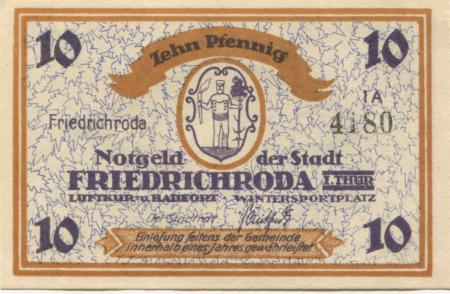 10 Zehn Pfennig 10
1A
Friedrichroda 4180
Notgeld der Stadt
FRIEDRICHRODA I. THÜR
LUFTKUR- U. BADEORT - WINTERSPORTPLATZ
Der Stadtrat
10 Einlösung seitens der Gemeinde 10
innerhalb eines Jahres gewährleistet